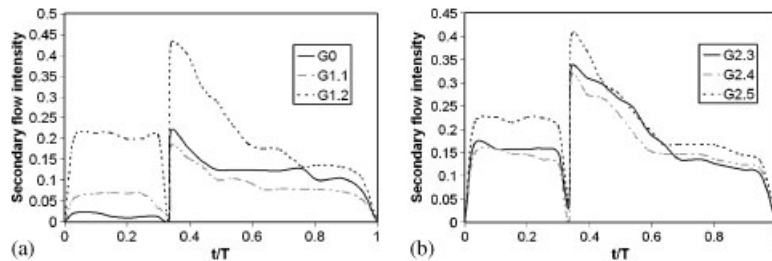 (a)
Secondary flow intensity
0.5
0.45
0.4
0.35
0.3
0.25
0.2
0.15
0.1
0.05
0
0 0.2 0.4 0.6 0.8 1
t/T
G0
G1.1
G1.2
(b)
Secondary flow intensity
0.45
0.4
0.35
0.3
0.25
0.2
0.15
0.1
0.05
0
0 0.2 0.4 0.6 0.8
t/T
G2.3
G2.4
G2.5